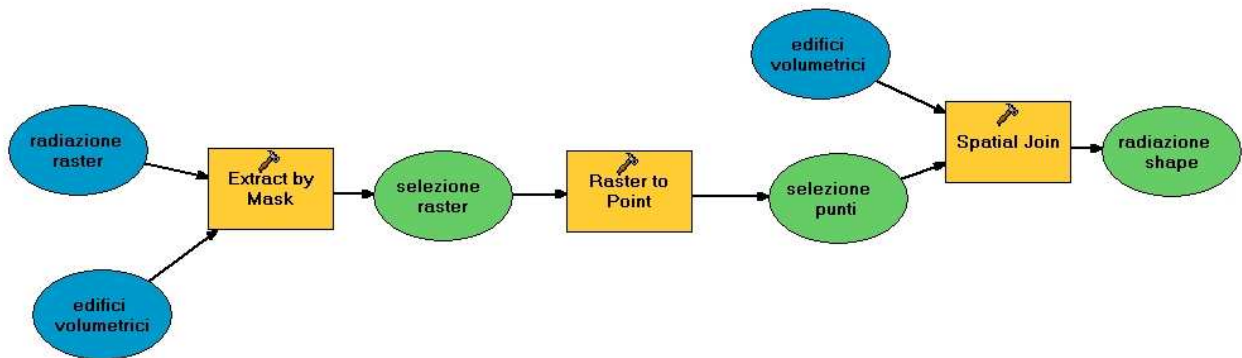 radiazione
raster
edifici
volumetrici
Extract by
Mask
selezione
raster
Raster to
Point
selezione
punti
edifici
volumetrici
Spatial Join
radiazione
shape